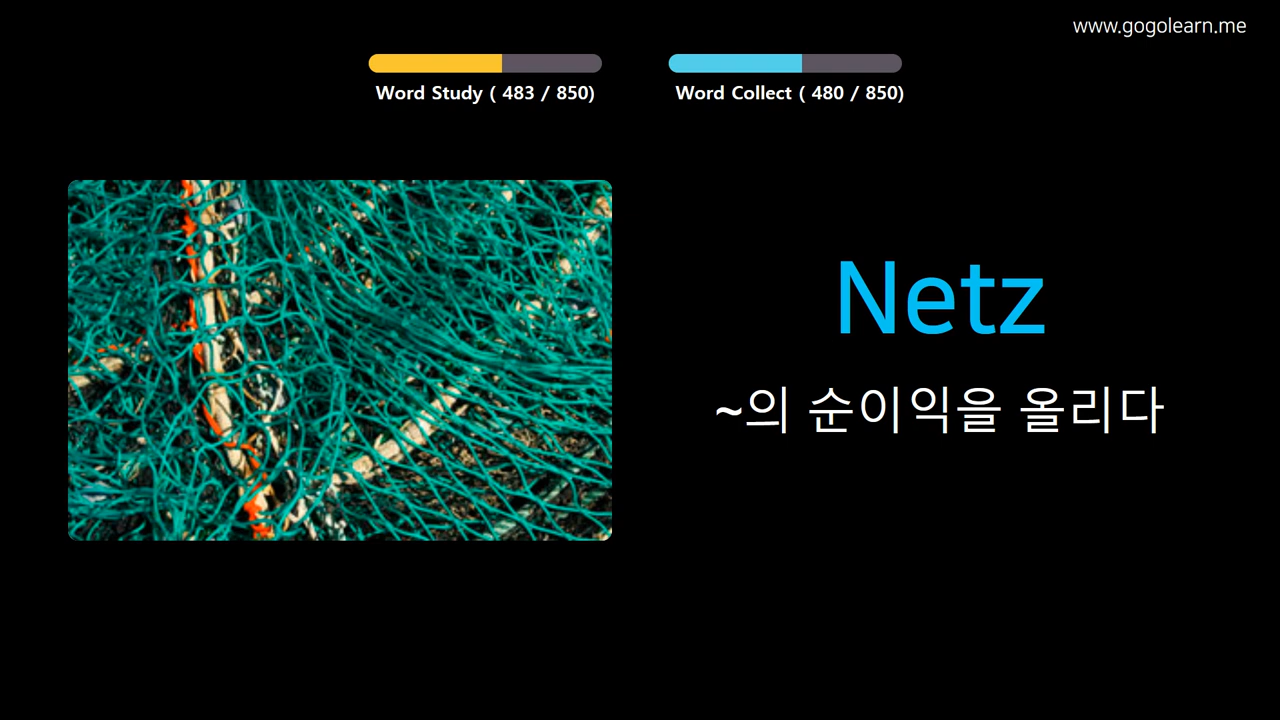 www.gogolearn.me
Word Study ( 483 / 850)
Word Collect ( 480 / 850)
Netz
~의 순이익을 올리다